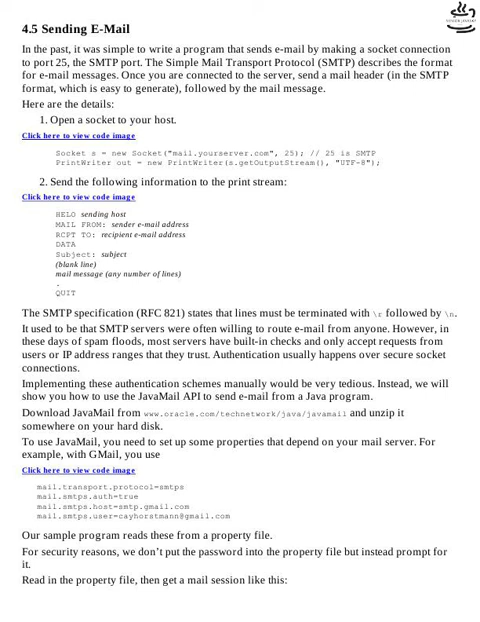 4.5 Sending E-Mail
In the past, it was simple to write a program that sends e-mail by making a socket connection
to port 25, the SMTP port. The Simple Mail Transport Protocol (SMTP) describes the format
for e-mail messages. Once you are connected to the server, send a mail header (in the SMTP
format, which is easy to generate), followed by the mail message.
Here are the details:
1. Open a socket to your host.
Click here to view code image
Socket s = new Socket("mail.yourserver.com", 25); // 25 is SMTP
PrintWriter out = new PrintWriter(s.getOutputStream(), "UTF-8");
2. Send the following information to the print stream:
Click here to view code image
HELO sending host
MAIL FROM: sender e-mail address
RCPT TO: recipient e-mail address
DATA
Subject: subject
(blank line)
mail message (any number of lines)
.
QUIT
The SMTP specification (RFC 821) states that lines must be terminated with \r followed by \n.
It used to be that SMTP servers were often willing to route e-mail from anyone. However, in
these days of spam floods, most servers have built-in checks and only accept requests from
users or IP address ranges that they trust. Authentication usually happens over secure socket
connections.
Implementing these authentication schemes manually would be very tedious. Instead, we will
show you how to use the JavaMail API to send e-mail from a Java program.
Download JavaMail from www.oracle.com/technetwork/java/javamail and unzip it
somewhere on your hard disk.
To use JavaMail, you need to set up some properties that depend on your mail server. For
example, with GMail, you use
Click here to view code image
mail.transport.protocol=smtps
mail.smtps.auth=true
mail.smtps.host=smtp.gmail.com
mail.smtps.user=cayhorstmann@gmail.com
Our sample program reads these from a property file.
For security reasons, we don't put the password into the property file but instead prompt for
it.
Read in the property file, then get a mail session like this: